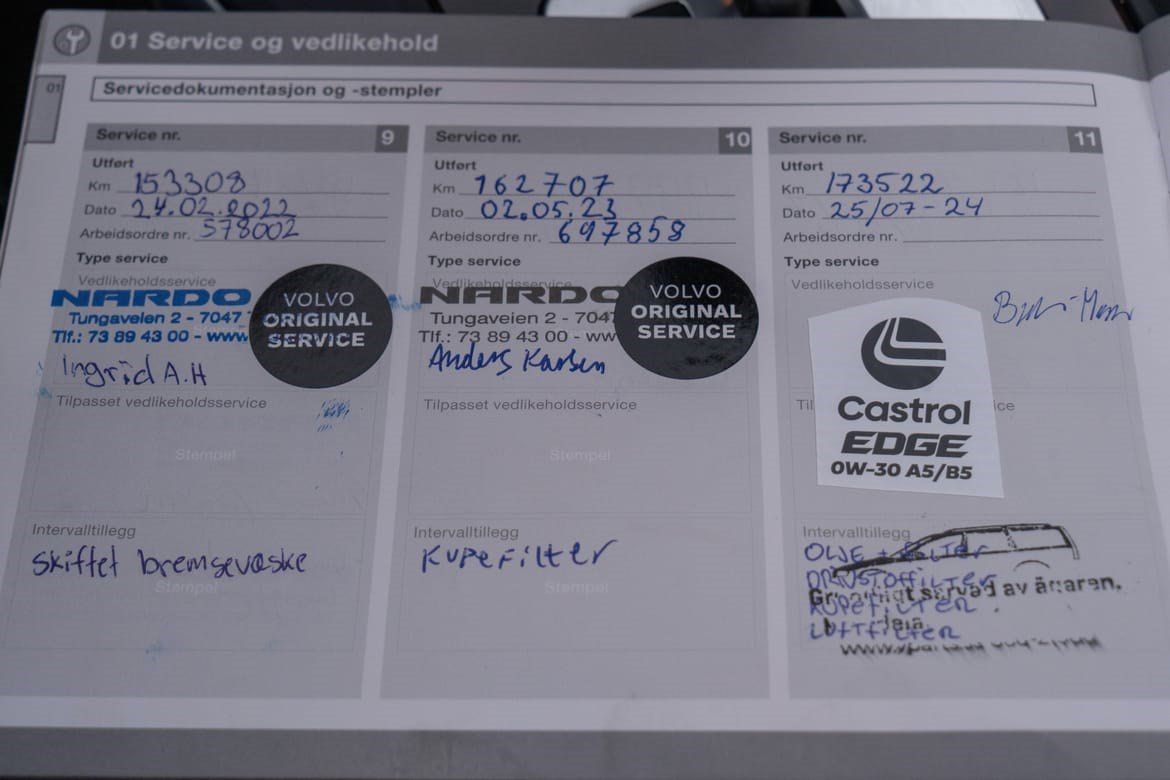 01 Service og vedlikehold
01
Servicedokumentasjon og -stempler
Service nr. 9
Utført
Km 153308
Dato 24.02.2022
Arbeidsordre nr. 578002
Type service
Vedlikeholdsservice
NARDO
Tungaveien 2 - 7047
Tlf.: 73 89 43 00 - www
VOLVO
ORIGINAL
SERVICE
Ingrid A.H
Tilpasset vedlikeholdsservice
Stempel
Intervalltillegg
Skiftet bremsevæske
Stempel
Service nr. 10
Utført
Km 162707
Dato 02.05.23
Arbeidsordre nr. 697858
Type service
Vedlikeholdsservice
NARDO
Tungaveien 2 - 704
Tlf.: 73 89 43 00 - ww
VOLVO
ORIGINAL
SERVICE
Anders Karlsen
Tilpasset vedlikeholdsservice
Stempel
Intervalltillegg
Kupefilter
Stempel
Service nr. 11
Utført
Km 173522
Dato 25/07-24
Arbeidsordre nr.
Type service
Vedlikeholdsservice
Castrol
EDGE
0W-30 A5/B5
Intervalltillegg
OLJE + FILTER
DRIVSTOFFILTER
av ägaren.
KUPEFILTER
LUFTFILTER